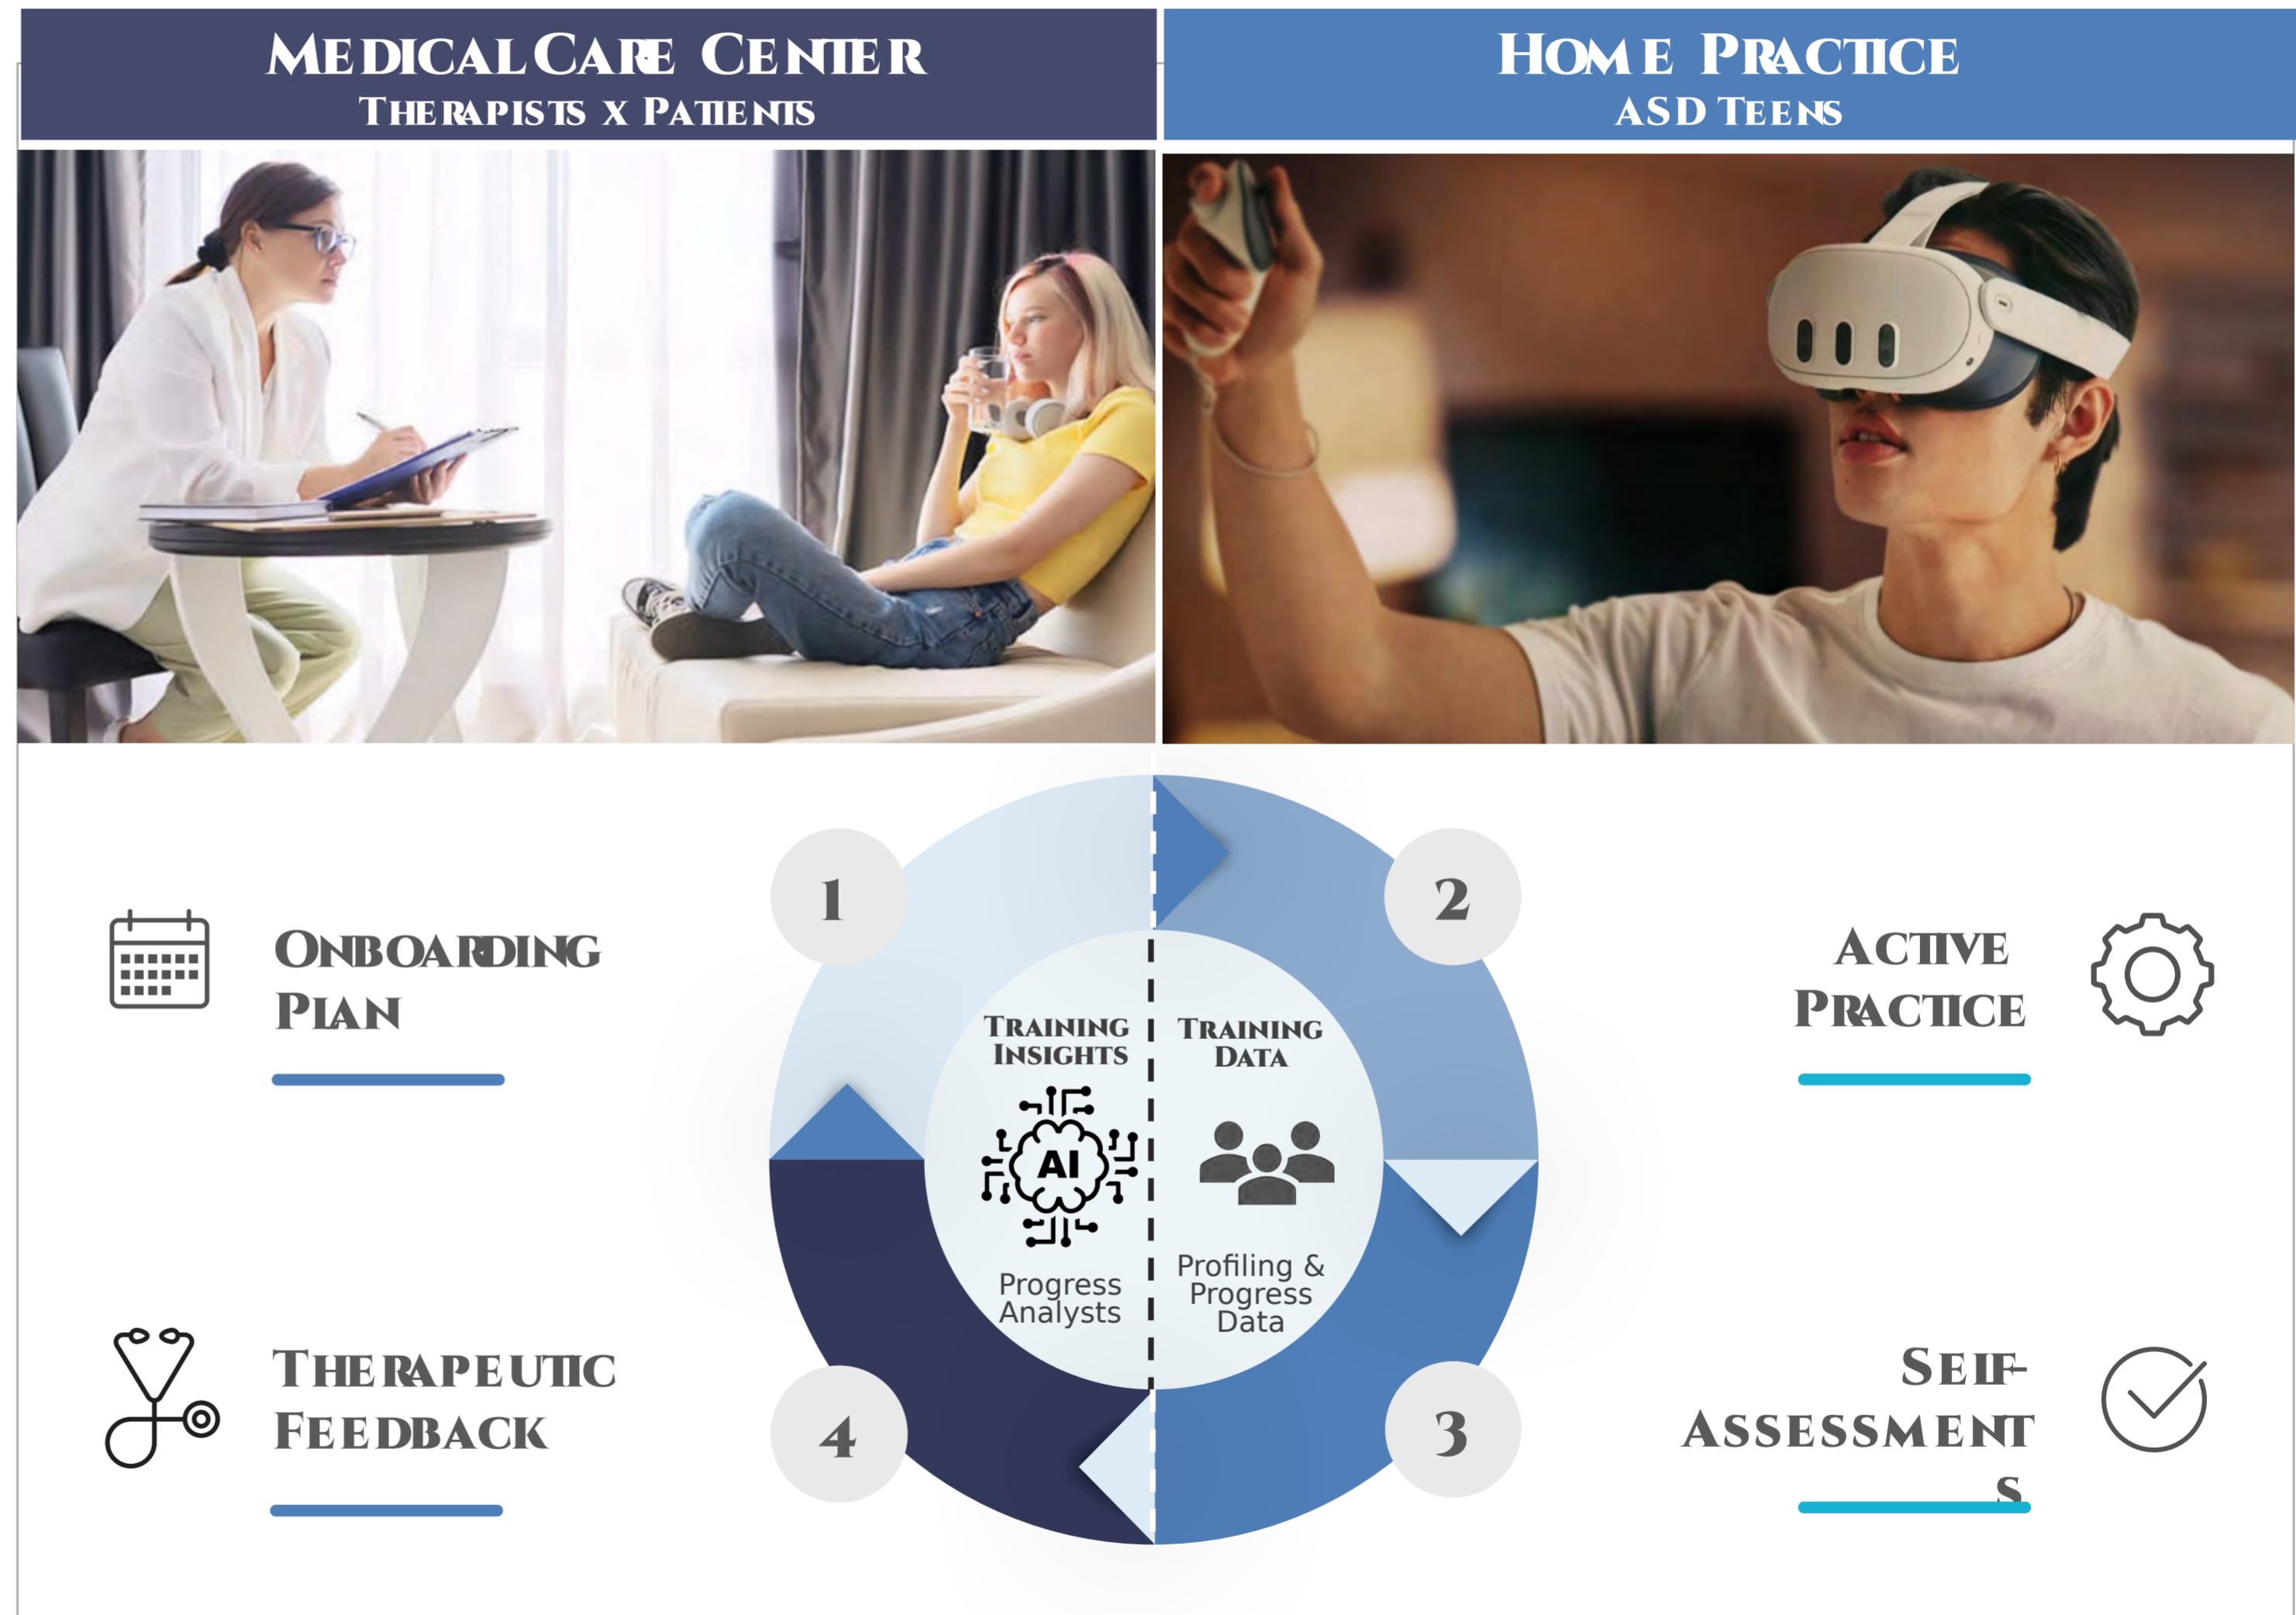 Medical Care Center
Therapists x Patients
Home Practice
ASD Teens
1
2
Onboarding
Plan
Active
Practice
Training
Insights
Training
Data
AI
Progress
Analysts
Profiling &
Progress
Data
4
3
Therapeutic
Feedback
Self-
Assessment
s